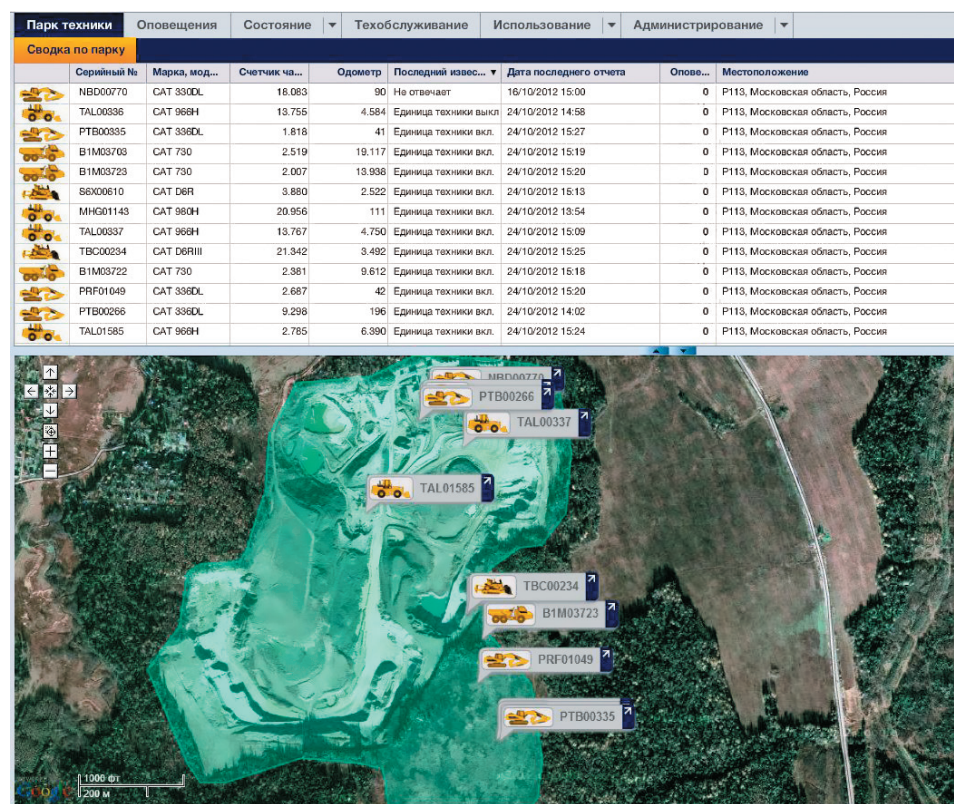 Парк техники Оповещения Состояние Техобслуживание Использование Администрирование
Сводка по парку
Серийный № Марка, мод... Счетчик ча... Одометр Последний извес... Дата последнего отчета Опове... Местоположение
NBD00770 CAT 330DL 18.083 90 Не отвечает 16/10/2012 15:00 0 P113, Московская область, Россия
TAL00336 CAT 966H 13.755 4.584 Единица техники выкл 24/10/2012 14:58 0 P113, Московская область, Россия
PTB00335 CAT 336DL 1.818 41 Единица техники вкл. 24/10/2012 15:27 0 P113, Московская область, Россия
B1M03703 CAT 730 2.519 19.117 Единица техники вкл. 24/10/2012 15:19 0 P113, Московская область, Россия
B1M03723 CAT 730 2.007 13.938 Единица техники вкл. 24/10/2012 15:20 0 P113, Московская область, Россия
S6X00610 CAT D6R 3.880 2.522 Единица техники вкл. 24/10/2012 15:13 0 P113, Московская область, Россия
MHG01143 CAT 980H 20.956 111 Единица техники вкл. 24/10/2012 13:54 0 P113, Московская область, Россия
TAL00337 CAT 966H 13.767 4.750 Единица техники вкл. 24/10/2012 15:09 0 P113, Московская область, Россия
TBC00234 CAT D6RIII 21.342 3.492 Единица техники вкл. 24/10/2012 15:25 0 P113, Московская область, Россия
B1M03722 CAT 730 2.381 9.612 Единица техники вкл. 24/10/2012 15:18 0 P113, Московская область, Россия
PRF01049 CAT 336DL 2.687 42 Единица техники вкл. 24/10/2012 15:20 0 P113, Московская область, Россия
PTB00266 CAT 336DL 9.298 196 Единица техники вкл. 24/10/2012 14:02 0 P113, Московская область, Россия
TAL01585 CAT 966H 2.785 6.390 Единица техники вкл. 24/10/2012 15:24 0 P113, Московская область, Россия
NBD00770
PTB00266
TAL00337
TAL01585
TBC00234
B1M03723
PRF01049
PTB00335
1000 фт
Google
200 м